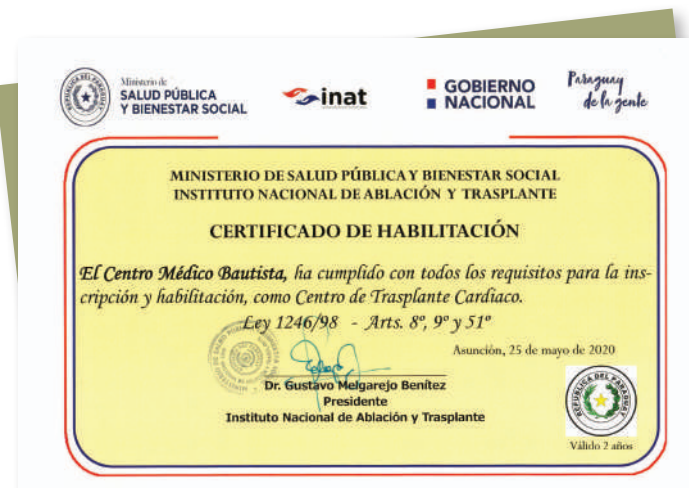 Ministerio de
SALUD PÚBLICA
Y BIENESTAR SOCIAL
inat
GOBIERNO
NACIONAL
Paraguay
de la gente
MINISTERIO DE SALUD PÚBLICA Y BIENESTAR SOCIAL
INSTITUTO NACIONAL DE ABLACIÓN Y TRASPLANTE
CERTIFICADO DE HABILITACIÓN
El Centro Médico Bautista, ha cumplido con todos los requisitos para la ins-
cripción y habilitación, como Centro de Trasplante Cardiaco.
Ley 1246/98 - Arts. 8º, 9º y 51º
Asunción, 25 de mayo de 2020
Dr. Gustavo Melgarejo Benítez
Presidente
Instituto Nacional de Ablación y Trasplante
REPUBLICA DEL PARAGUAY
Válido 2 años